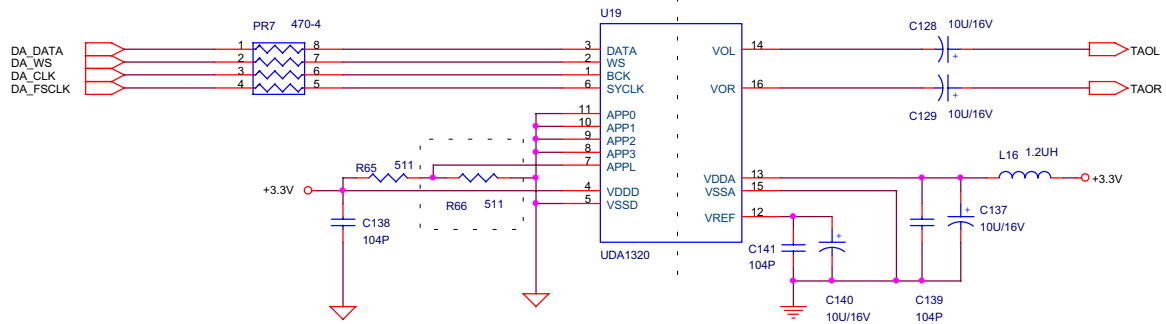 U19
PR7 470-4
C128 10U/16V
DA_DATA 1 8 3 DATA VOL 14 + TAOL
DA_WS 2 7 2 WS
DA_CLK 3 6 1 BCK
DA_FSCLK 4 5 6 SYCLK VOR 16 + TAOR
C129 10U/16V
11 APP0
10 APP1
9 APP2
8 APP3
7 APPL
R65 511
L16 1.2UH
VDDA 13 +3.3V
+3.3V 4 VDDD VSSA 15
R66 511
5 VSSD
C138
104P
VREF 12
+ C137
10U/16V
C141
104P
+
UDA1320
C140
10U/16V
C139
104P